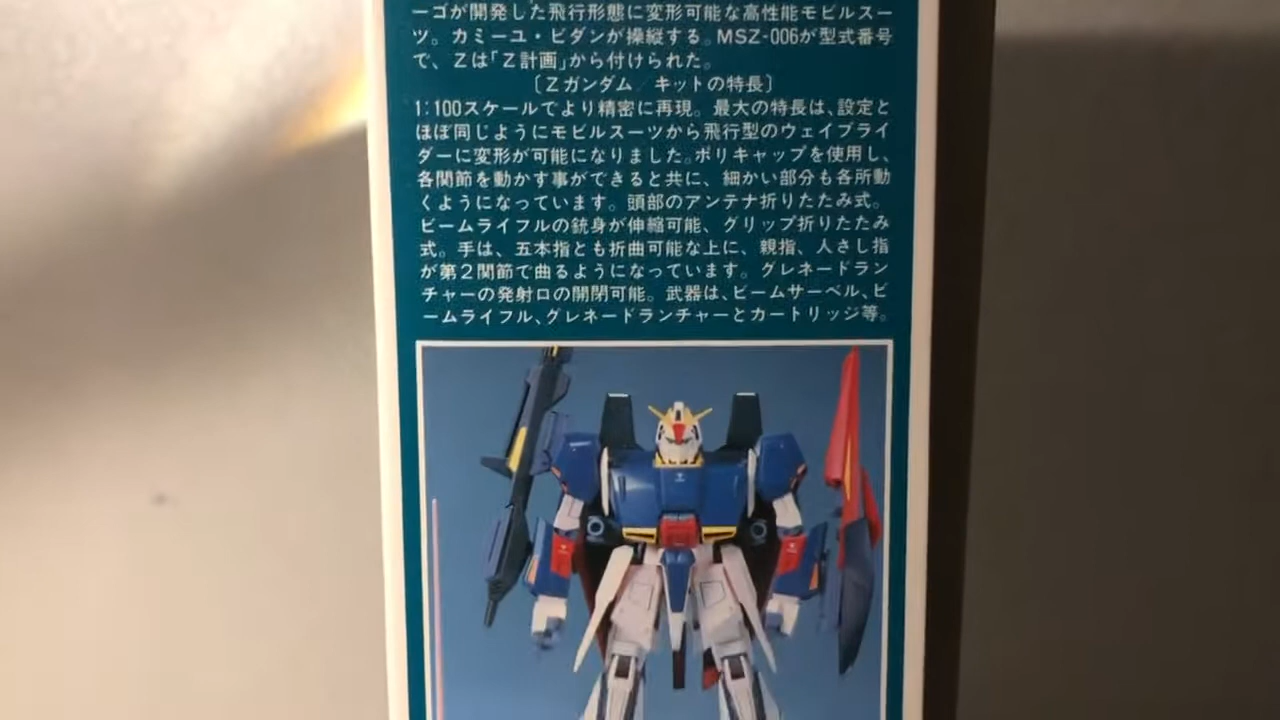 ーゴが開発した飛行形態に変形可能な高性能モビルスー
ツ。カミーユ・ビダンが操縦する。MSZ-006が型式番号
で、Zは「Z計画」から付けられた。
〔Zガンダム/キットの特長〕
1:100スケールでより精密に再現。最大の特長は、設定と
ほぼ同じようにモビルスーツから飛行型のウェイブライ
ダーに変形が可能になりました。ポリキャップを使用し、
各関節を動かす事ができると共に、細かい部分も各所動
くようになっています。頭部のアンテナ折りたたみ式。
ビームライフルの銃身が伸縮可能、グリップ折りたたみ
式。手は、五本指とも折曲可能な上に、親指、人さし指
が第2関節で曲るようになっています。グレネードラン
チャーの発射口の開閉可能。武器は、ビームサーベル、ビ
ームライフル、グレネードランチャーとカートリッジ等。